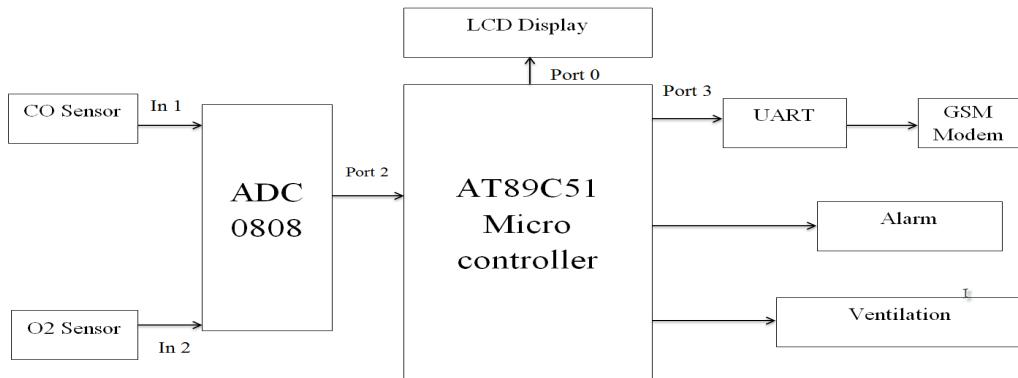 LCD Display
Port 0
CO Sensor
In 1
ADC
0808
Port 2
AT89C51
Micro
controller
Port 3
UART
GSM
Modem
Alarm
O2 Sensor
In 2
Ventilation